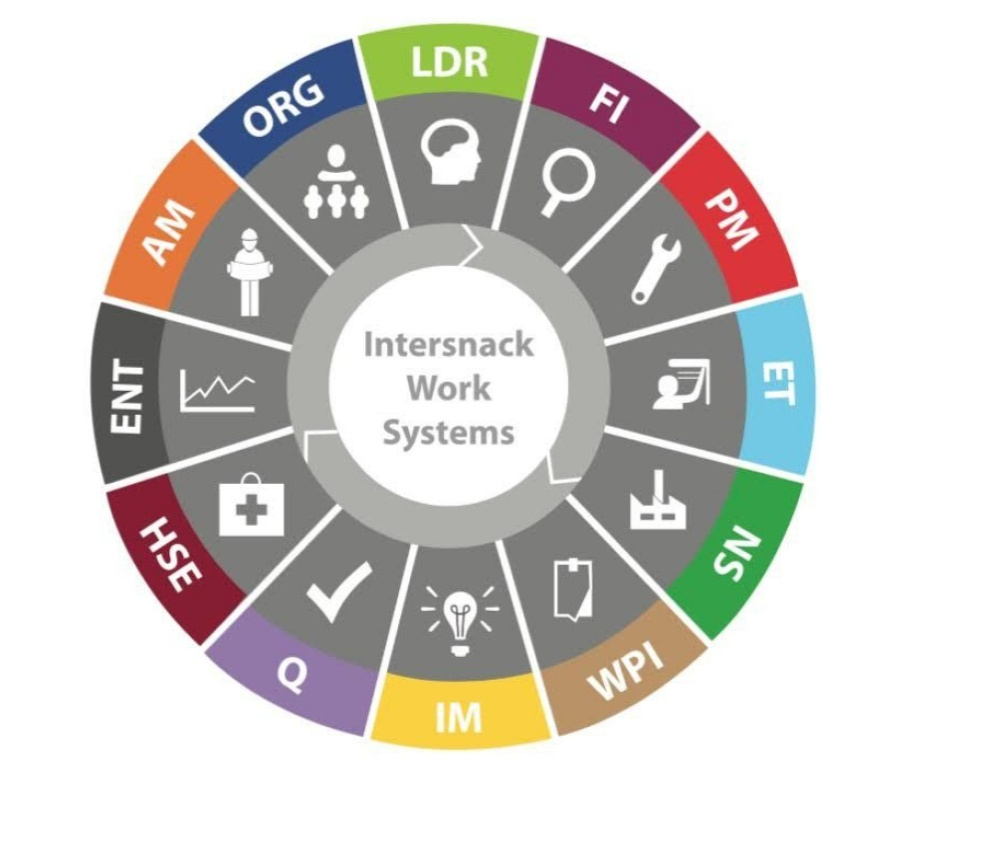 LDR
FI
PM
ET
SN
WPI
IM
Q
HSE
ENT
AM
ORG
Intersnack
Work
Systems